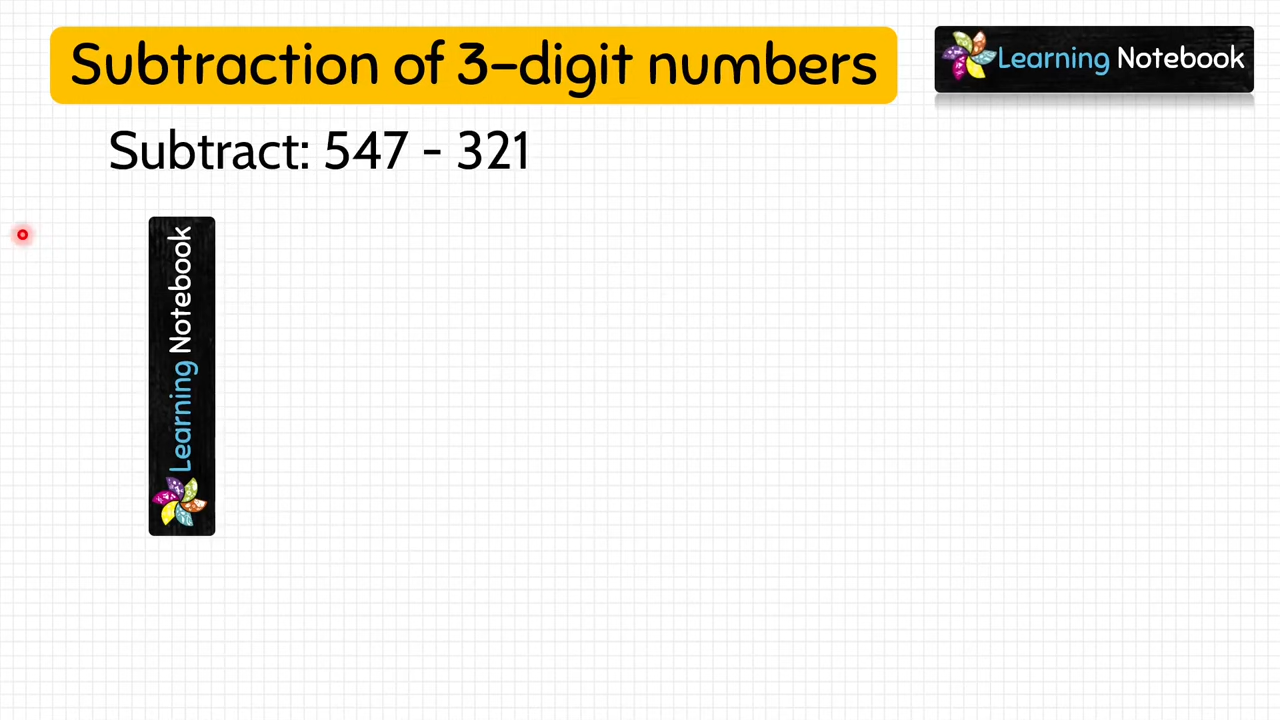 Subtraction of 3-digit numbers
Learning Notebook
Subtract: 547 - 321
Learning Notebook